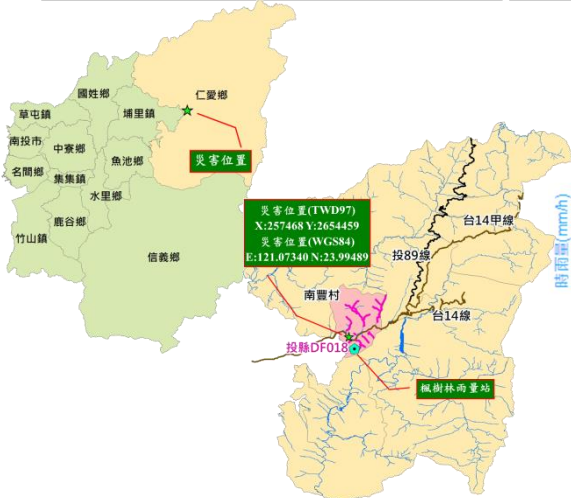 仁愛鄉
國姓鄉
埔里鎮
草屯鎮
南投市
中寮鄉
魚池鄉
名間鄉
集集鎮
水里鄉
鹿谷鄉
竹山鎮
信義鄉
災害位置
災害位置(TWD97)
X:257468 Y:2654459
災害位置(WGS84)
E:121.07340 N:23.99489
台14甲線
投89線
南豐村
台14線
投縣DF018
楓樹林雨量站
時雨量(mm/h)